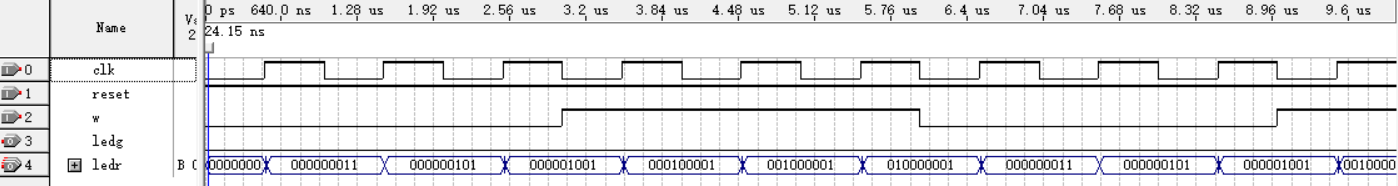 0 ps 640.0 ns 1.28 us 1.92 us 2.56 us 3.2 us 3.84 us 4.48 us 5.12 us 5.76 us 6.4 us 7.04 us 7.68 us 8.32 us 8.96 us 9.6 us
Name
2
24.15 ns
0 clk
1 reset
2 w
3 ledg
4 ledr B 0000000 000000011 000000101 000001001 000100001 001000001 010000001 000000011 000000101 000001001 0010000